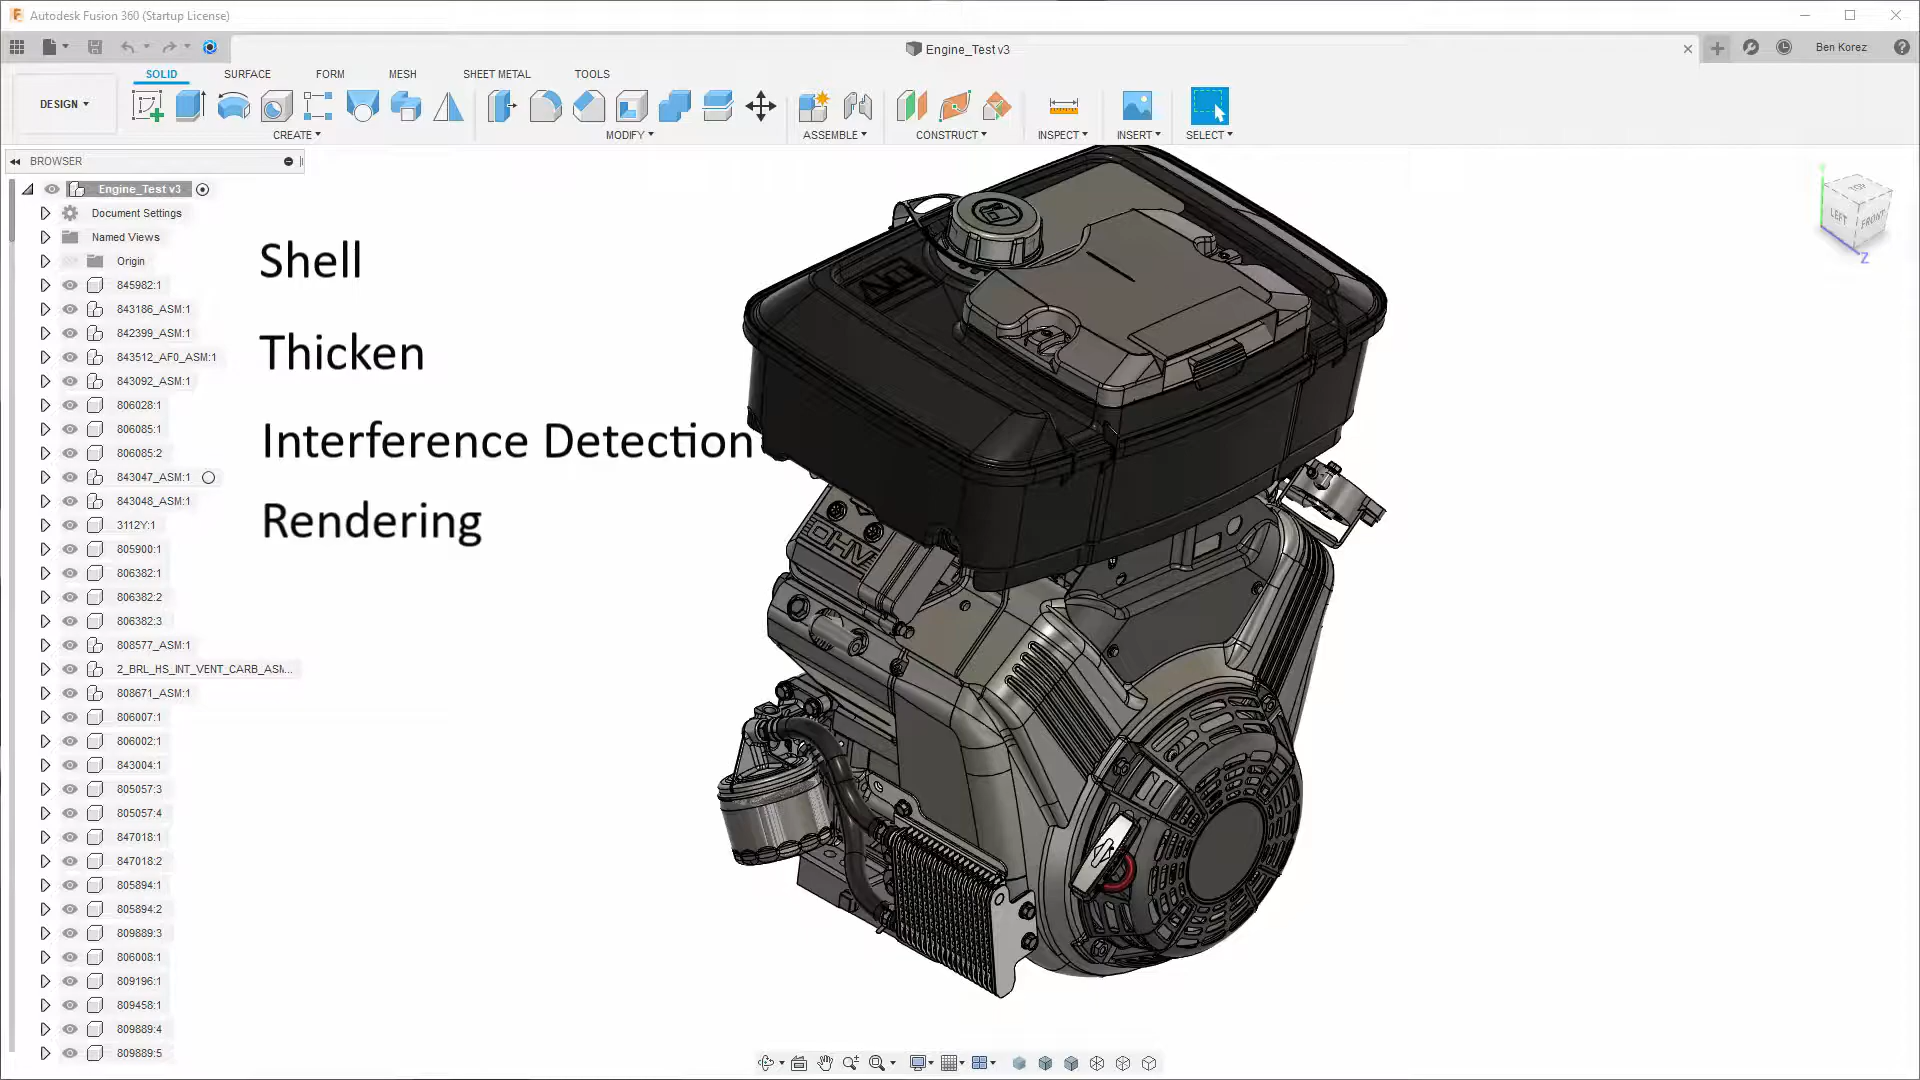 Autodesk Fusion 360 (Startup License)
Engine_Test v3
Ben Korez
DESIGN
SOLID
SURFACE
FORM
MESH
SHEET METAL
TOOLS
CREATE
MODIFY
ASSEMBLE
CONSTRUCT
INSPECT
INSERT
SELECT
BROWSER
Engine_Test v3
Document Settings
Named Views
Origin
845982:1
843186_ASM:1
842399_ASM:1
843512_AF0_ASM:1
843092_ASM:1
806028:1
806085:1
806085:2
843047_ASM:1
843048_ASM:1
3112Y:1
805900:1
806382:1
806382:2
806382:3
808577_ASM:1
2_BRL_HS_INT_VENT_CARB_ASM...
808671_ASM:1
806007:1
806002:1
843004:1
805057:3
805057:4
847018:1
847018:2
805894:1
805894:2
809889:3
806008:1
809196:1
809458:1
809889:4
809889:5
Shell
Thicken
Interference Detection
Rendering
OHV
TOP
LEFT
FRONT
Z